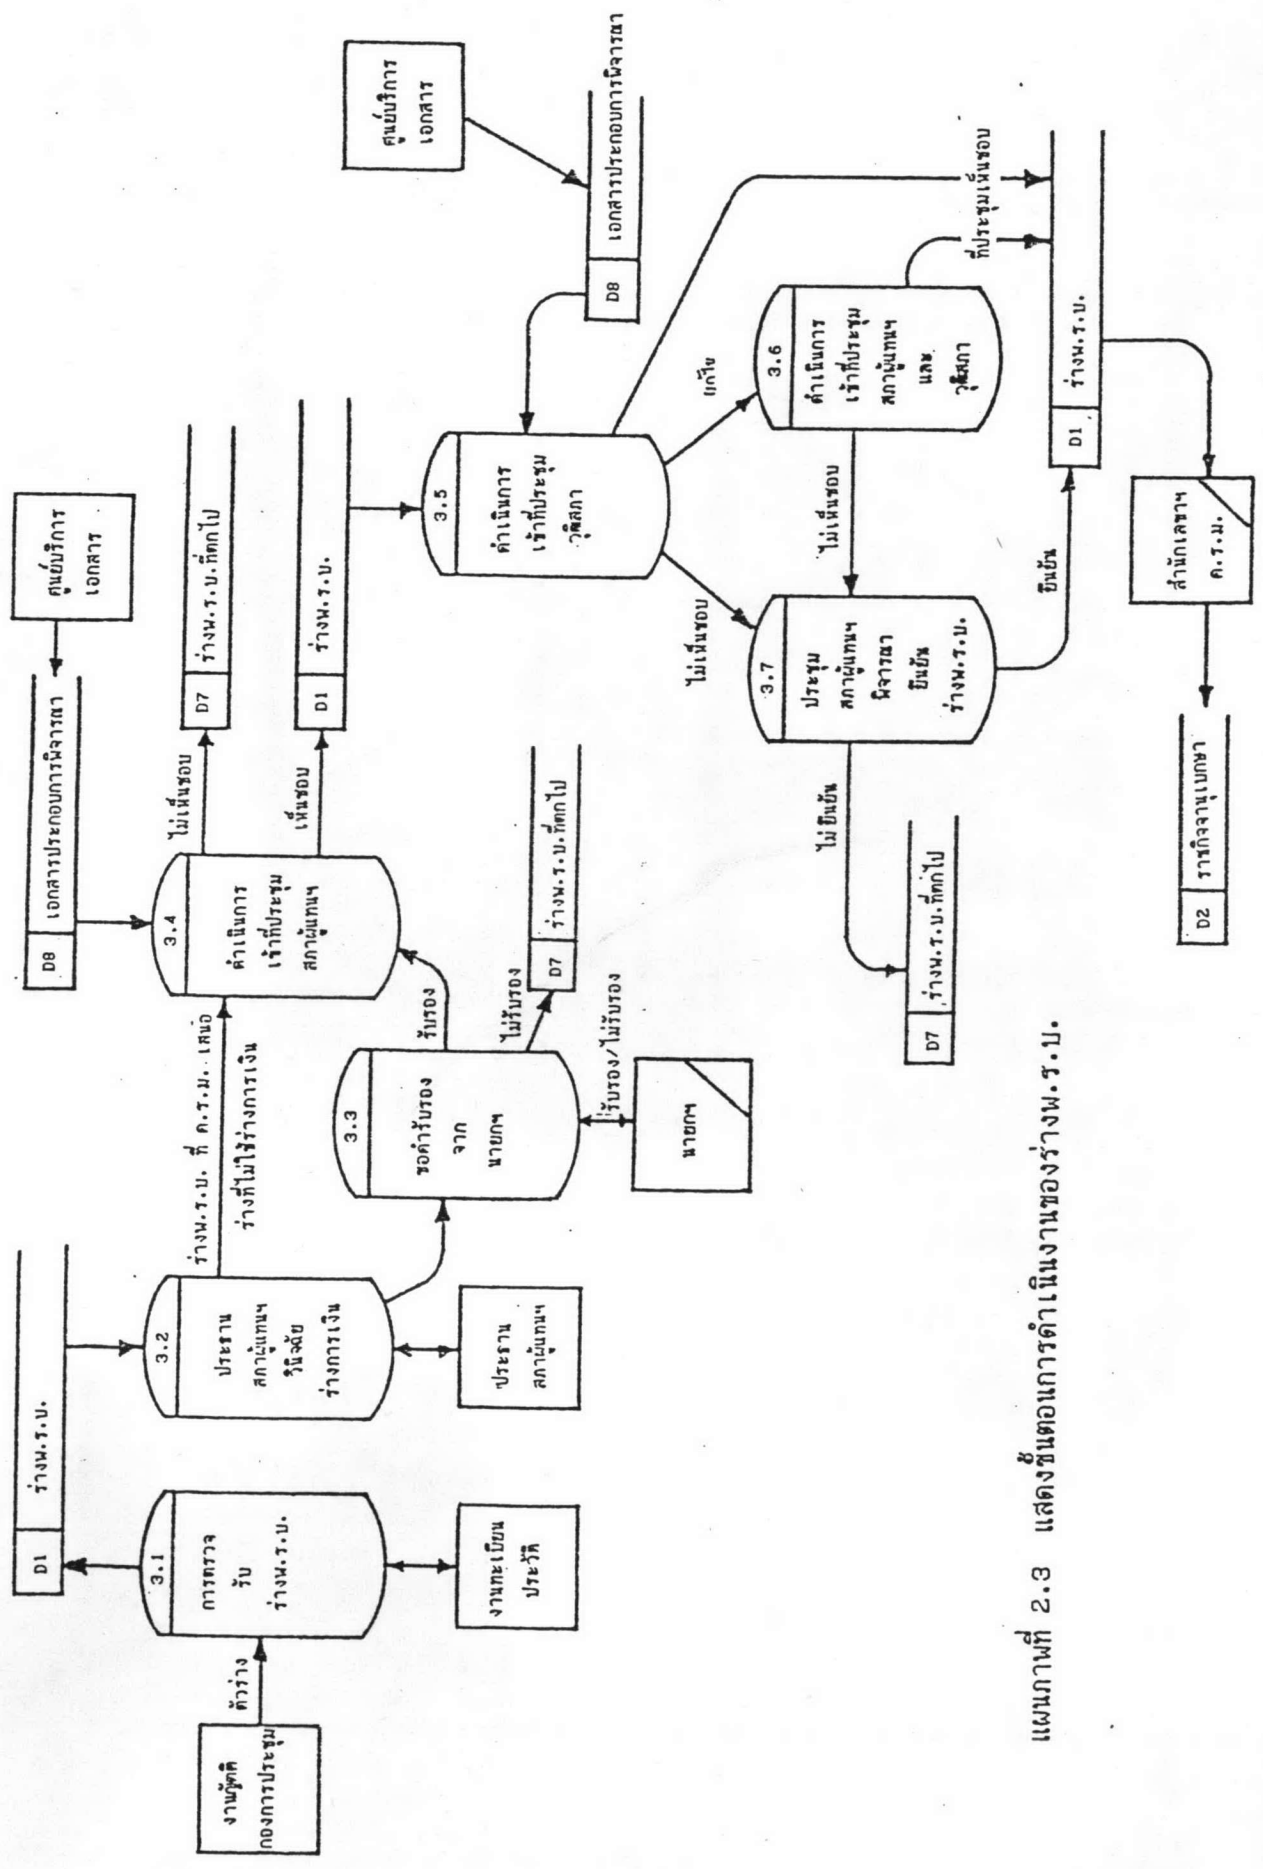 งานญัตติ
กองการประชุม
ตัวร่าง
3.1
การตรวจ
รับ
ร่างพ.ร.บ.
งานทะเบียน
ประวัติ
D1
ร่างพ.ร.บ.
3.2
ประธาน
สภาผู้แทนฯ
วินิจฉัย
ร่างการเงิน
ประธาน
สภาผู้แทนฯ
ร่างพ.ร.บ. ที่ ค.ร.ม. เสนอ
ร่างที่ไม่ใช่ร่างการเงิน
3.3
ขอคำรับรอง
จาก
นายกฯ
รับรอง/ไม่รับรอง
นายกฯ
รับรอง
ไม่รับรอง
D7
ร่างพ.ร.บ.ที่ตกไป
D8
เอกสารประกอบการพิจารณา
ศูนย์บริการ
เอกสาร
3.4
ดำเนินการ
เข้าที่ประชุม
สภาผู้แทนฯ
ไม่เห็นชอบ
D7
ร่างพ.ร.บ.ที่ตกไป
เห็นชอบ
D1
ร่างพ.ร.บ.
ศูนย์บริการ
เอกสาร
D8
เอกสารประกอบการพิจารณา
3.5
ดำเนินการ
เข้าที่ประชุม
วุฒิสภา
แก้ไข
ไม่เห็นชอบ
3.6
ดำเนินการ
เข้าที่ประชุม
สภาผู้แทนฯ
และ
วุฒิสภา
ที่ประชุมเห็นชอบ
ไม่เห็นชอบ
3.7
ประชุม
สภาผู้แทนฯ
พิจารณา
ยืนยัน
ร่างพ.ร.บ.
ไม่ยืนยัน
D7
ร่างพ.ร.บ.ที่ตกไป
ยืนยัน
D1
ร่างพ.ร.บ.
สำนักเลขาฯ
ค.ร.ม.
D2
ราชกิจจานุเบกษา
แผนภาพที่ 2.3 แสดงขั้นตอนการดำเนินงานของร่างพ.ร.บ.